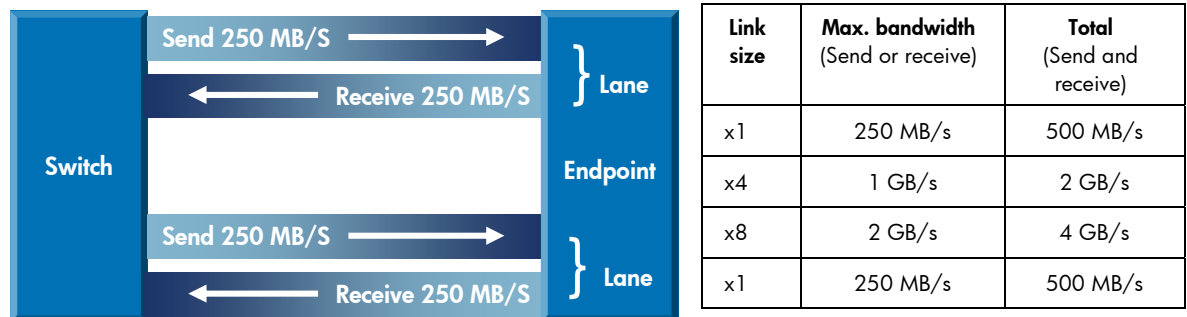 Send 250 MB/S
Receive 250 MB/S
Lane
Switch
Endpoint
Send 250 MB/S
Receive 250 MB/S
Lane
Link size
Max. bandwidth (Send or receive)
Total (Send and receive)
x1 250 MB/s 500 MB/s
x4 1 GB/s 2 GB/s
x8 2 GB/s 4 GB/s
x1 250 MB/s 500 MB/s